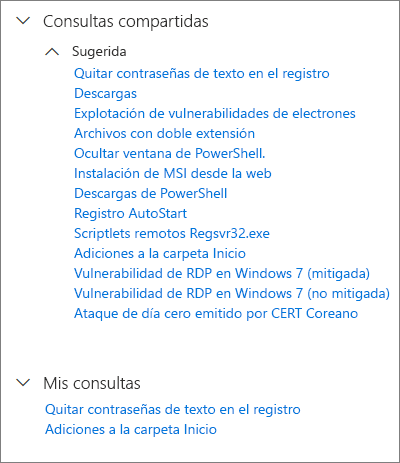 Consultas compartidas
Sugerida
Quitar contraseñas de texto en el registro
Descargas
Explotación de vulnerabilidades de electrones
Archivos con doble extensión
Ocultar ventana de PowerShell.
Instalación de MSI desde la web
Descargas de PowerShell
Registro AutoStart
Scriptlets remotos Regsvr32.exe
Adiciones a la carpeta Inicio
Vulnerabilidad de RDP en Windows 7 (mitigada)
Vulnerabilidad de RDP en Windows 7 (no mitigada)
Ataque de día cero emitido por CERT Coreano
Mis consultas
Quitar contraseñas de texto en el registro
Adiciones a la carpeta Inicio